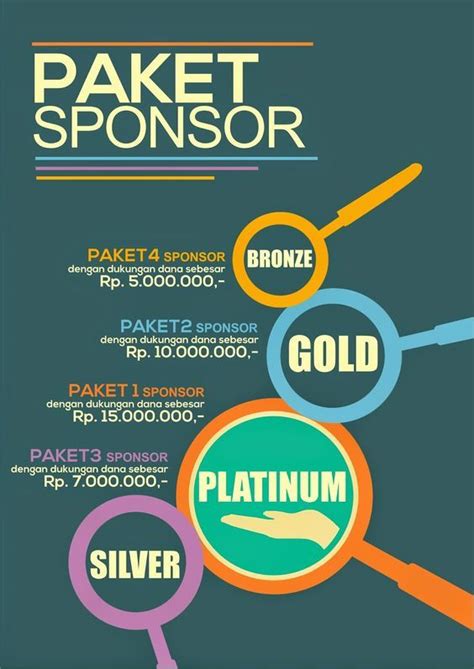 PAKET
SPONSOR
PAKET4 SPONSOR
dengan dukungan dana sebesar
Rp. 5.000.000,-
BRONZE
PAKET2 SPONSOR
dengan dukungan dana sebesar
Rp. 10.000.000,-
GOLD
PAKET 1 SPONSOR
dengan dukungan dana sebesar
Rp. 15.000.000,-
PLATINUM
PAKET3 SPONSOR
dengan dukungan dana sebesar
Rp. 7.000.000,-
SILVER